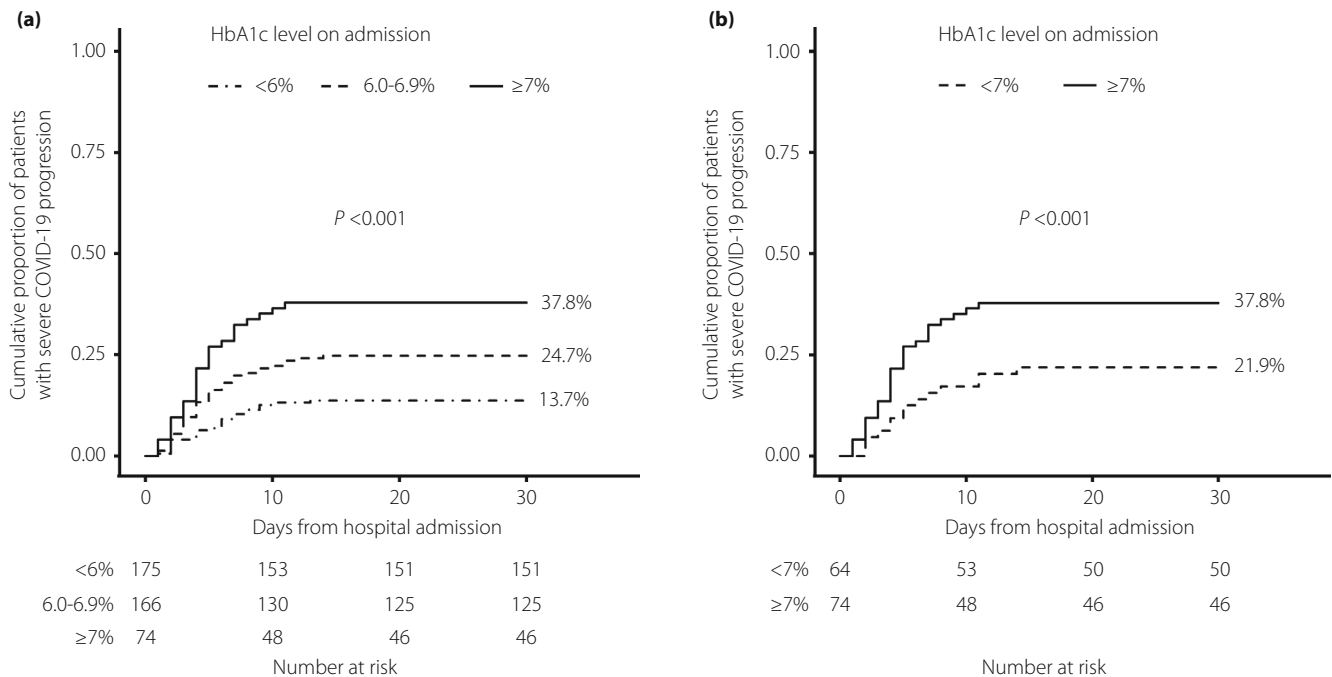 (a)
HbA1c level on admission
<6% 6.0-6.9% ≥7%
Cumulative proportion of patients
with severe COVID-19 progression
1.00
0.75
0.50
0.25
0.00
P <0.001
37.8%
24.7%
13.7%
0 10 20 30
Days from hospital admission
<6% 175 153 151 151
6.0-6.9% 166 130 125 125
≥7% 74 48 46 46
Number at risk
(b)
HbA1c level on admission
<7% ≥7%
Cumulative proportion of patients
with severe COVID-19 progression
1.00
0.75
0.50
0.25
0.00
P <0.001
37.8%
21.9%
0 10 20 30
Days from hospital admission
<7% 64 53 50 50
≥7% 74 48 46 46
Number at risk